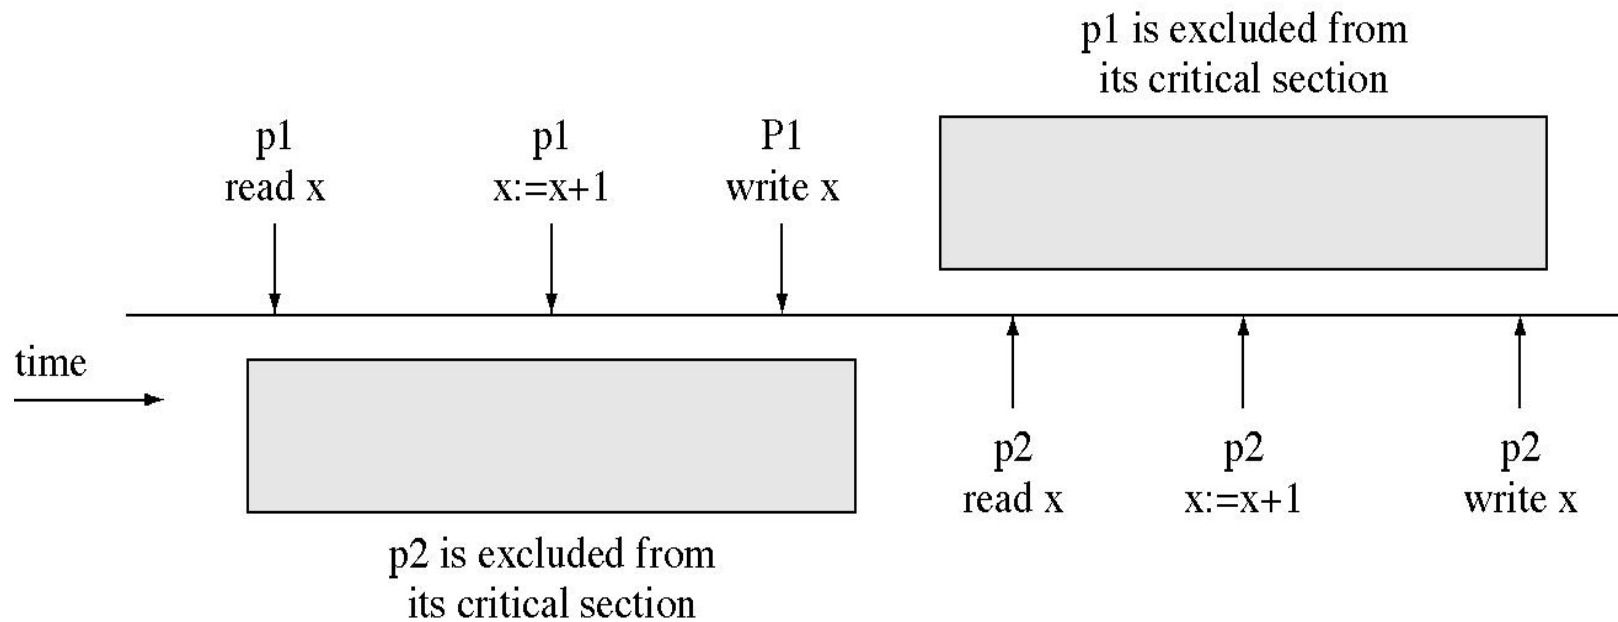 p1 is excluded from
its critical section
p1
read x
p1
x:=x+1
P1
write x
time
p2
read x
p2
x:=x+1
p2
write x
p2 is excluded from
its critical section